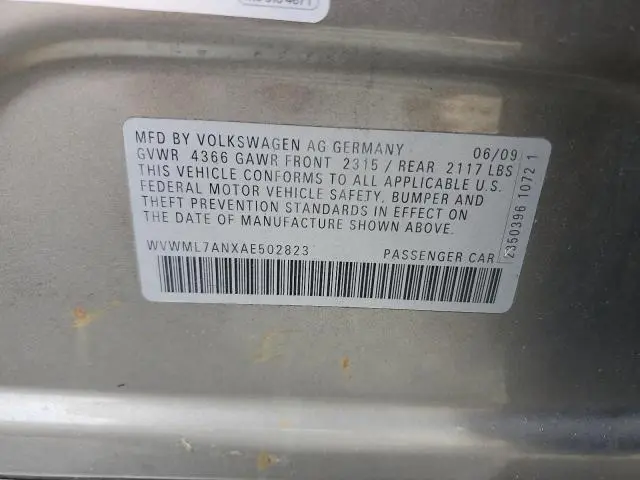 MFD BY VOLKSWAGEN AG GERMANY 06/09
GVWR 4366 GAWR FRONT 2315 / REAR 2117 LBS
THIS VEHICLE CONFORMS TO ALL APPLICABLE U.S.
FEDERAL MOTOR VEHICLE SAFETY, BUMPER AND
THEFT PREVENTION STANDARDS IN EFFECT ON
THE DATE OF MANUFACTURE SHOWN ABOVE.
WVWML7ANXAE502823 PASSENGER CAR
2350396 1072 1